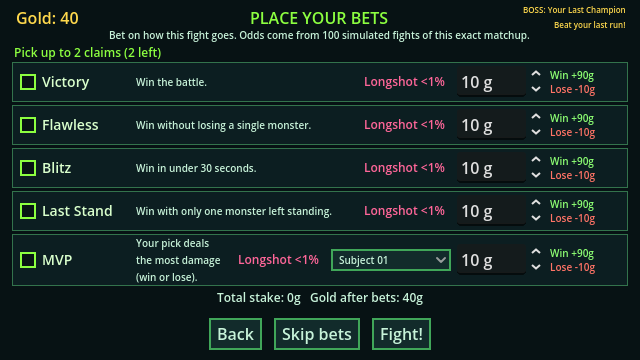 Gold: 40
PLACE YOUR BETS
BOSS: Your Last Champion
Beat your last run!
Bet on how this fight goes. Odds come from 100 simulated fights of this exact matchup.
Pick up to 2 claims (2 left)
Victory Win the battle. Longshot <1% 10 g Win +90g
Lose -10g
Flawless Win without losing a single monster. Longshot <1% 10 g Win +90g
Lose -10g
Blitz Win in under 30 seconds. Longshot <1% 10 g Win +90g
Lose -10g
Last Stand Win with only one monster left standing. Longshot <1% 10 g Win +90g
Lose -10g
MVP Your pick deals
the most damage
(win or lose). Longshot <1% Subject 01 10 g Win +90g
Lose -10g
Total stake: 0g Gold after bets: 40g
Back Skip bets Fight!